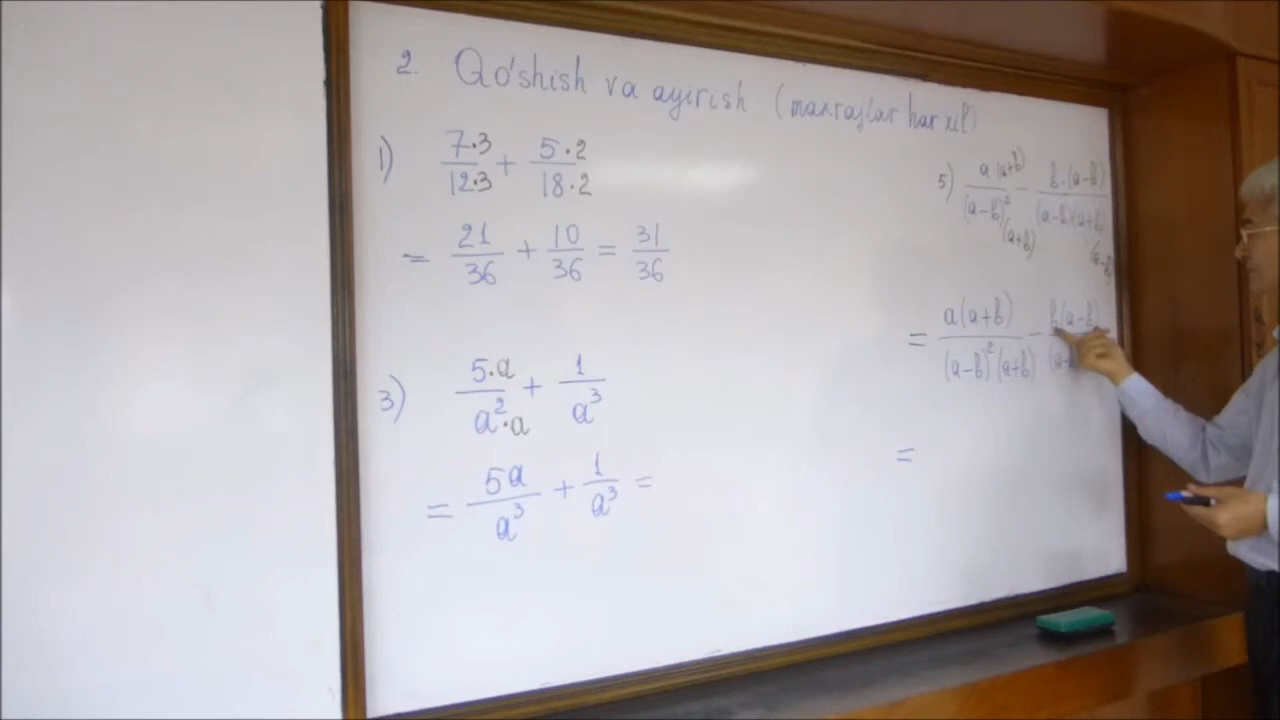 2. Qo'shish va ayirish (maxrajlar har xil)
1) 7·3/12·3 + 5·2/18·2
= 21/36 + 10/36 = 31/36
3) 5·a/a²·a + 1/a³
= 5a/a³ + 1/a³ =
5) a·(a+b)/(a-b)²(a+b) - b·(a-b)/(a-b)(a+b)(a-b)
= a(a+b)/(a-b)²(a+b) - b(a-b)
=